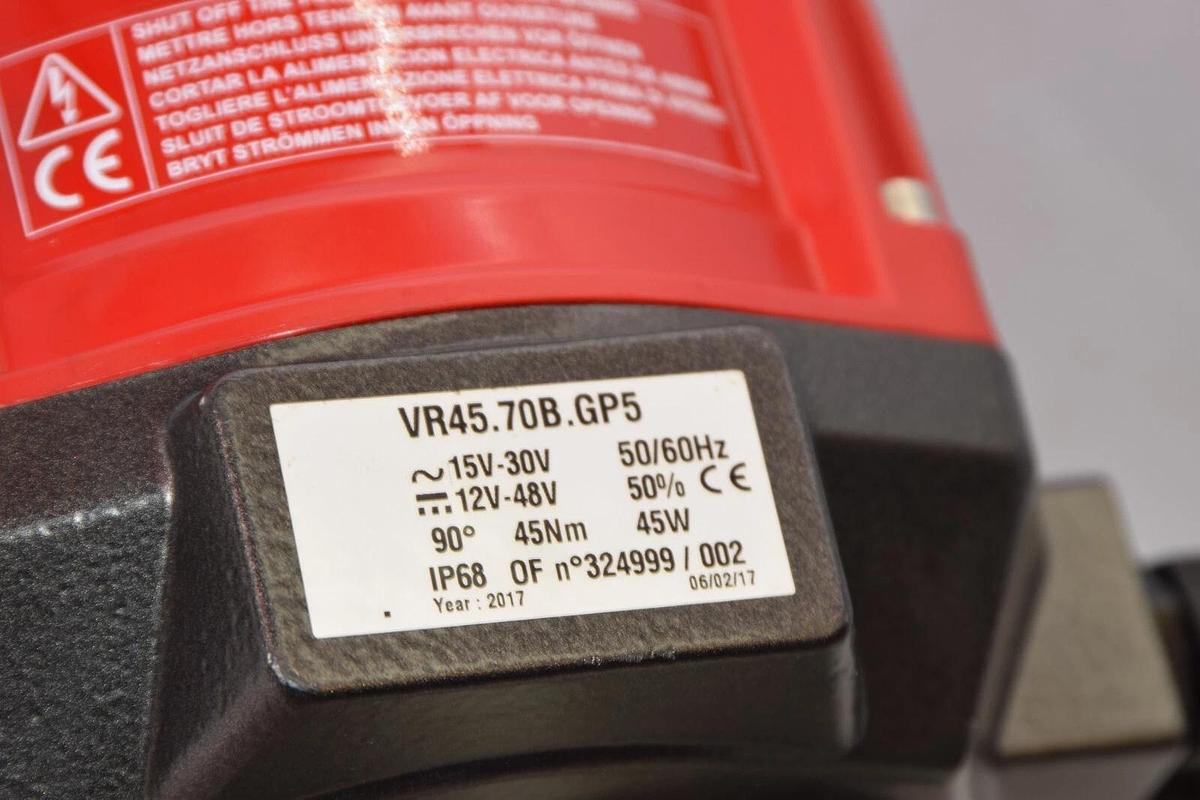 SHUT OFF THE
METTRE HORS TENSION AVANT OUVERTURE
NETZANSCHLUSS UNTERBRECHEN VOR ÖFFNEN
CORTAR LA ALIMENTACION ELECTRICA ANTES DE
TOGLIERE L'ALIMENTAZIONE ELETTRICA PRIMA DI
SLUIT DE STROOMTOEVOER AF VOOR OPENING
BRYT STRÖMMEN INNAN ÖPPNING
CE
VR45.70B.GP5
~ 15V-30V 50/60Hz
⎓ 12V-48V 50% CE
90° 45Nm 45W
IP68 OF n°324999 / 002
Year : 2017 06/02/17